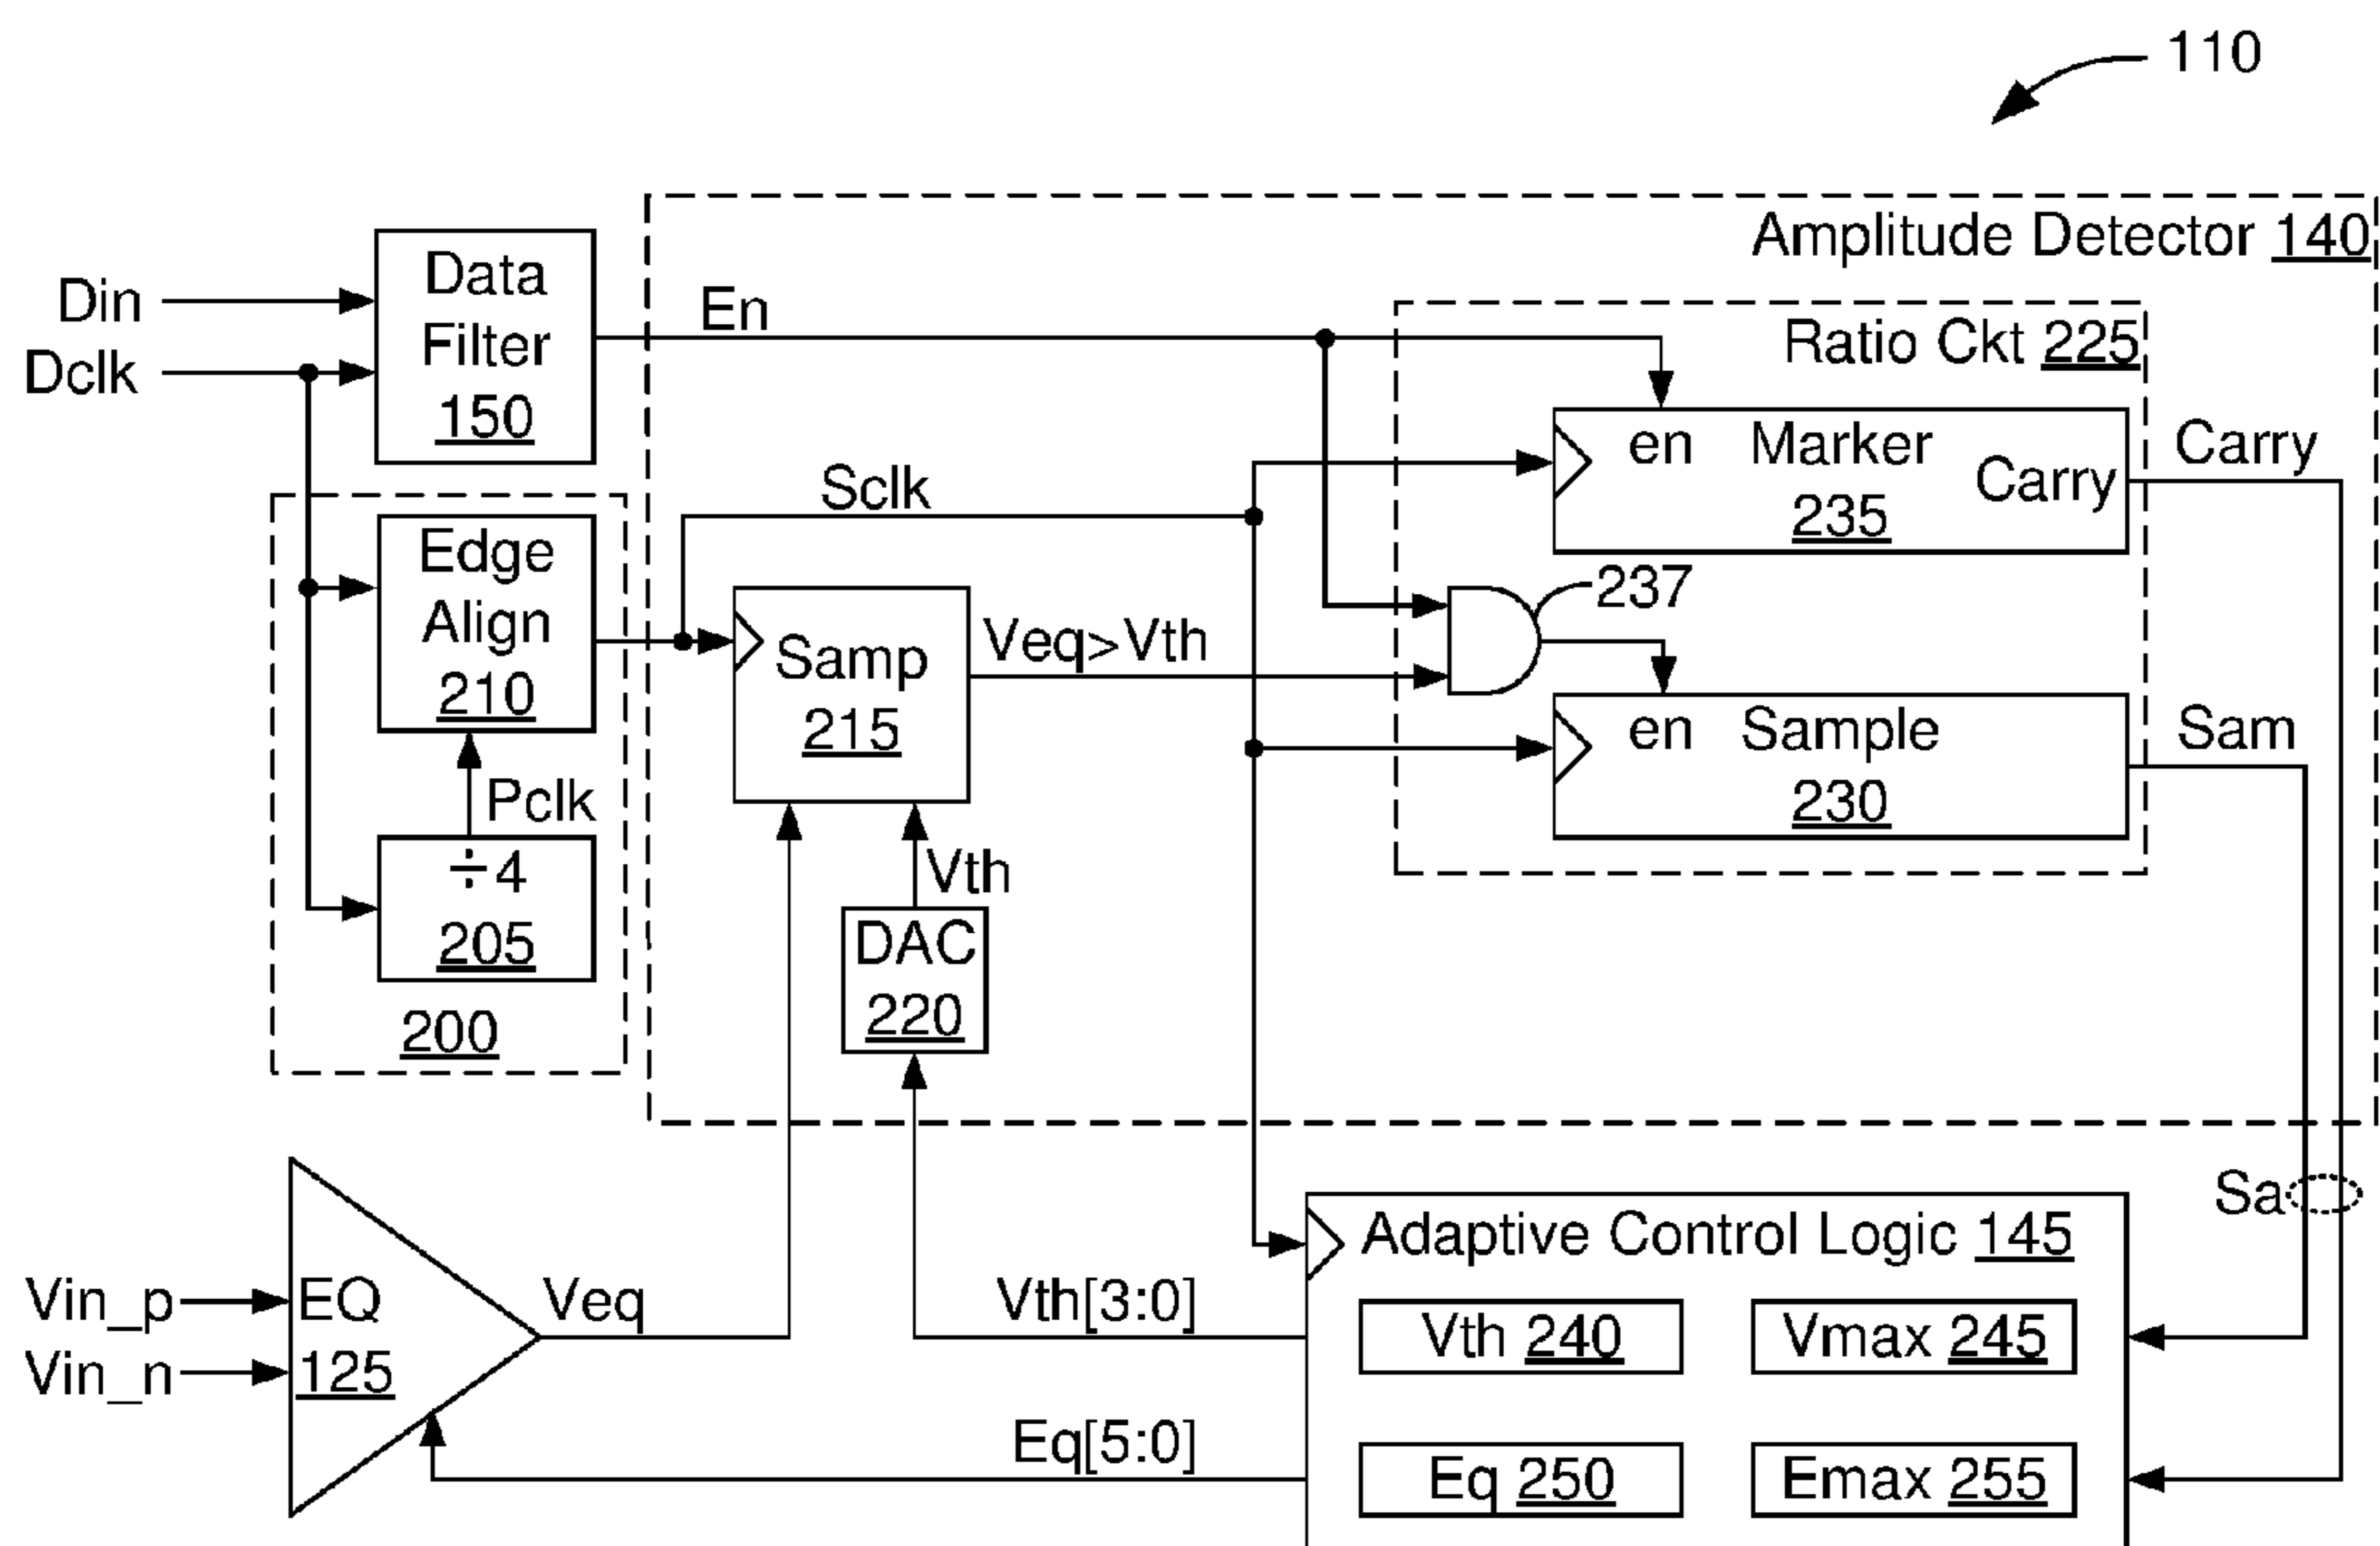 110
Amplitude Detector 140
Din
Dclk
Data
Filter
150
En
Ratio Ckt 225
en Marker
Carry
235
Carry
Sclk
Edge
Align
210
Samp
215
Veq>Vth
237
en Sample
230
Sam
Pclk
÷4
205
200
Vth
DAC
220
Sa
Vin_p
Vin_n
EQ
125
Veq
Vth[3:0]
Eq[5:0]
Adaptive Control Logic 145
Vth 240
Vmax 245
Eq 250
Emax 255